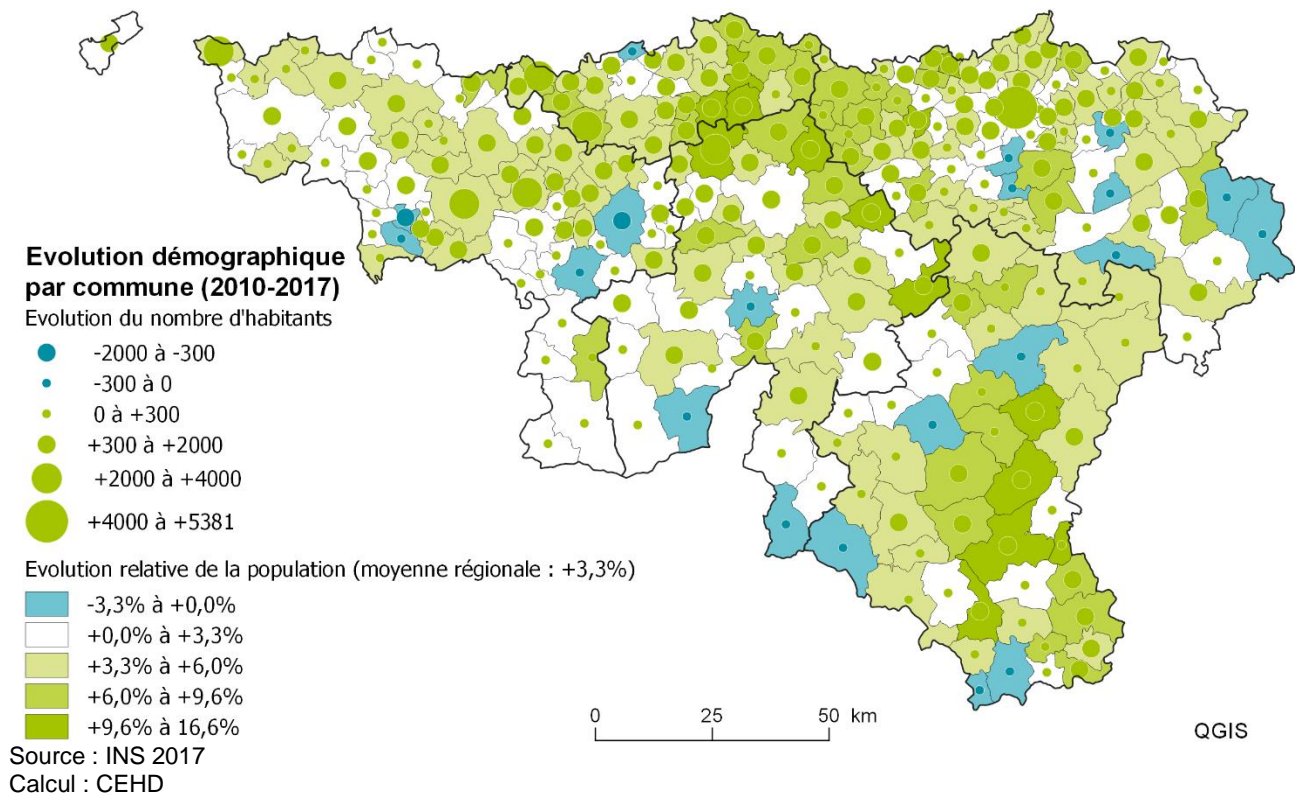 Evolution démographique
par commune (2010-2017)
Evolution du nombre d'habitants
-2000 à -300
-300 à 0
0 à +300
+300 à +2000
+2000 à +4000
+4000 à +5381
Evolution relative de la population (moyenne régionale : +3,3%)
-3,3% à +0,0%
+0,0% à +3,3%
+3,3% à +6,0%
+6,0% à +9,6%
+9,6% à 16,6%
0 25 50 km
QGIS
Source : INS 2017
Calcul : CEHD